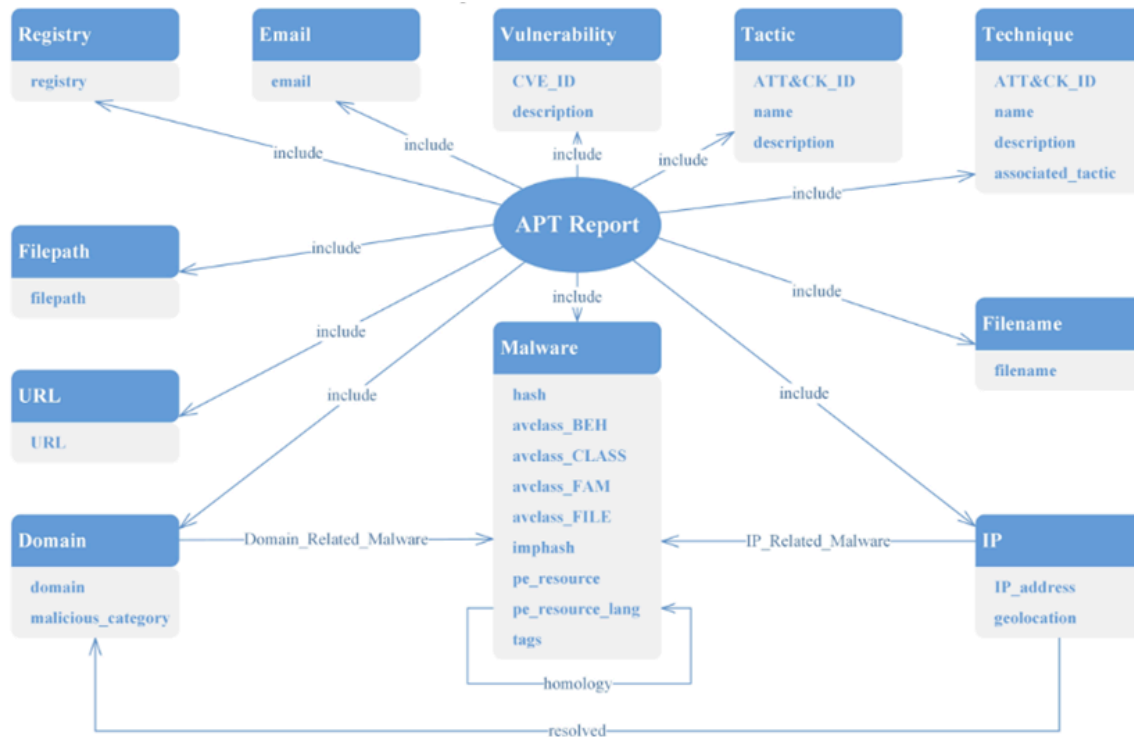 Registry
registry
Email
email
Vulnerability
CVE_ID
description
Tactic
ATT&CK_ID
name
description
Technique
ATT&CK_ID
name
description
associated_tactic
include
include
include
include
include
APT Report
Filepath
filepath
include
include
include
include
include
include
URL
URL
Malware
hash
avclass_BEH
avclass_CLASS
avclass_FAM
avclass_FILE
imphash
pe_resource
pe_resource_lang
tags
Filename
filename
Domain
domain
malicious_category
Domain_Related_Malware
IP_Related_Malware
IP
IP_address
geolocation
homology
resolved